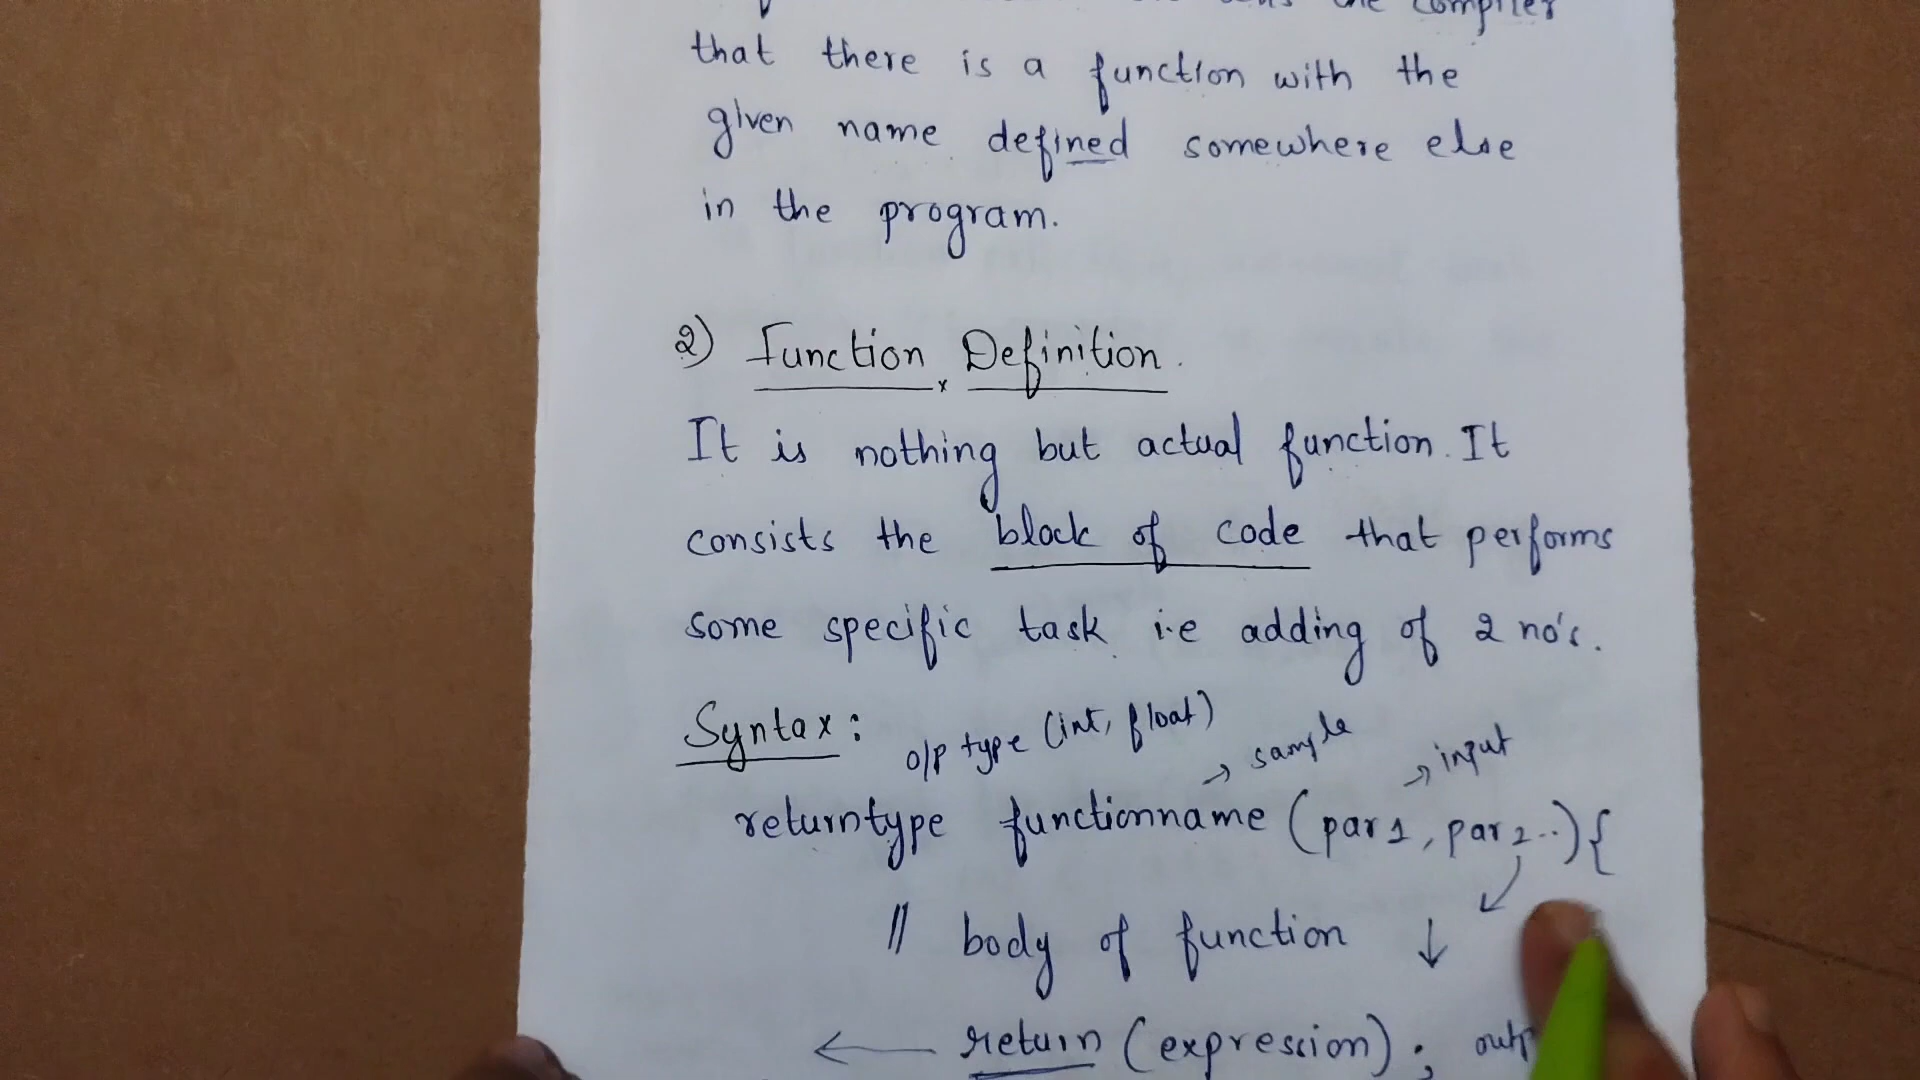 the compiler
that there is a function with the
given name defined somewhere else
in the program.
2) Function Definition.
It is nothing but actual function. It
consists the block of code that performs
some specific task i.e adding of 2 no's.
Syntax: o/p type (int, float)
→ sample → input
returntype functionname (par1, par2..){
// body of function ↓
← return (expression);